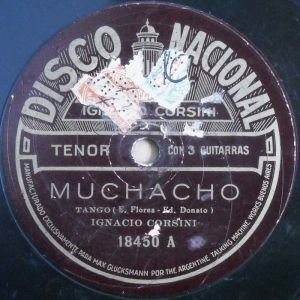 DISCO NACIONAL
IGNACIO CORSINI
TENOR CON 3 GUITARRAS
MUCHACHO
TANGO ( E. Flores - Ed. Donato )
IGNACIO CORSINI
18450 A
MANUFACTURADO EXCLUSIVAMENTE PARA MAX GLUCKSMANN POR THE ARGENTINE TALKING MACHINE WORKS-BUENOS AIRES